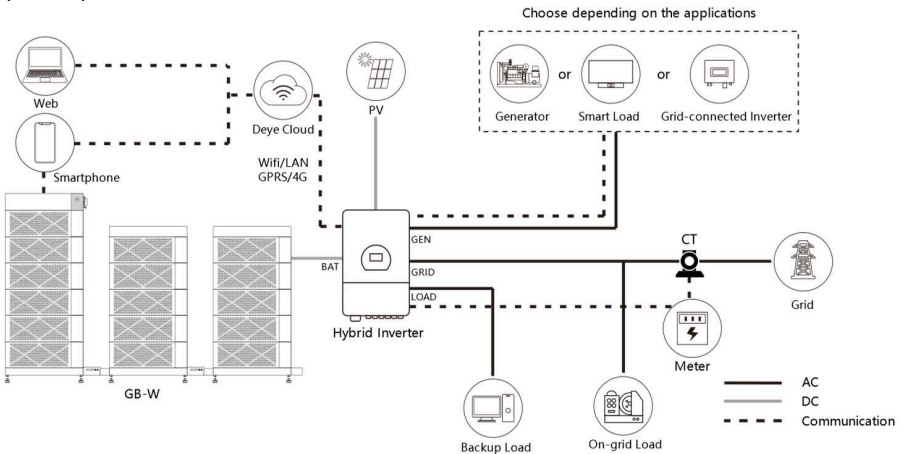 Choose depending on the applications
Web
Deye Cloud
PV
Generator
or
Smart Load
or
Grid-connected Inverter
Smartphone
Wifi/LAN
GPRS/4G
GEN
BAT
GRID
LOAD
CT
Grid
Hybrid Inverter
Meter
GB-W
Backup Load
On-grid Load
AC
DC
Communication